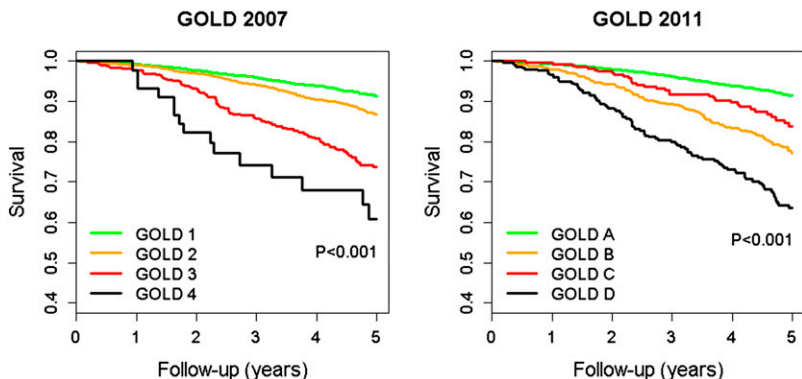 GOLD 2007
Survival
1.0
0.9
0.8
0.7
0.6
0.5
0.4
GOLD 1
GOLD 2
GOLD 3
GOLD 4
P<0.001
0 1 2 3 4 5
Follow-up (years)
GOLD 2011
Survival
1.0
0.9
0.8
0.7
0.6
0.5
0.4
GOLD A
GOLD B
GOLD C
GOLD D
P<0.001
0 1 2 3 4 5
Follow-up (years)